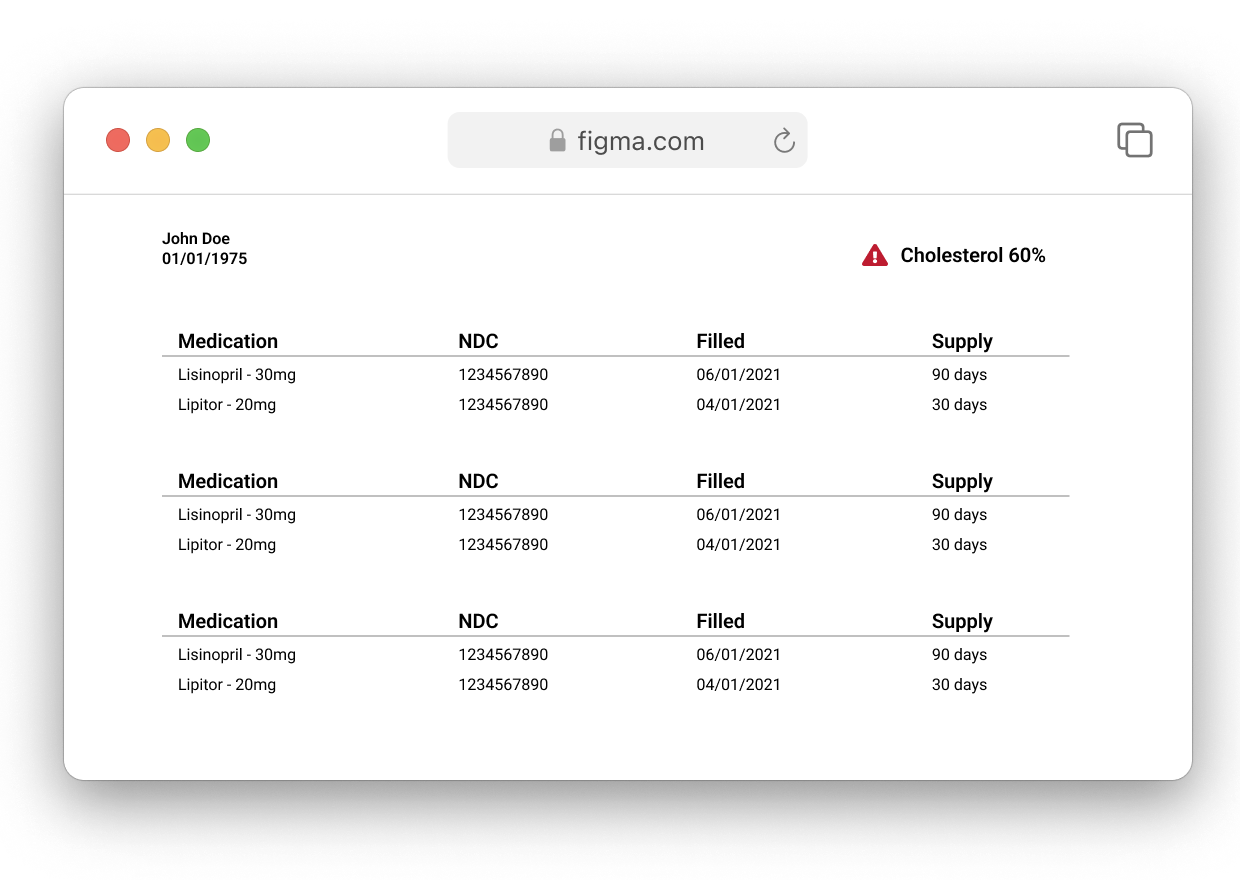 figma.com
John Doe
01/01/1975
Cholesterol 60%
Medication NDC Filled Supply
Lisinopril - 30mg 1234567890 06/01/2021 90 days
Lipitor - 20mg 1234567890 04/01/2021 30 days
Medication NDC Filled Supply
Lisinopril - 30mg 1234567890 06/01/2021 90 days
Lipitor - 20mg 1234567890 04/01/2021 30 days
Medication NDC Filled Supply
Lisinopril - 30mg 1234567890 06/01/2021 90 days
Lipitor - 20mg 1234567890 04/01/2021 30 days